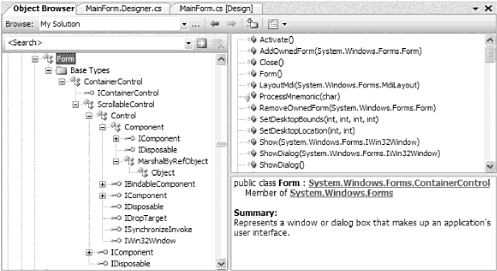 Object Browser
MainForm.Designer.cs
MainForm.cs [Design]
Browse: My Solution
...
<Search>
Form
Base Types
ContainerControl
IContainerControl
ScrollableControl
Control
Component
IComponent
IDisposable
MarshalByRefObject
Object
IBindableComponent
IComponent
IDisposable
IDropTarget
ISynchronizeInvoke
IWin32Window
IComponent
IDisposable
Activate()
AddOwnedForm(System.Windows.Forms.Form)
Close()
Form()
LayoutMdi(System.Windows.Forms.MdiLayout)
ProcessMnemonic(char)
RemoveOwnedForm(System.Windows.Forms.Form)
SetDesktopBounds(int, int, int, int)
SetDesktopLocation(int, int)
Show(System.Windows.Forms.IWin32Window)
ShowDialog(System.Windows.Forms.IWin32Window)
ShowDialog()
public class Form : System.Windows.Forms.ContainerControl
Member of System.Windows.Forms
Summary:
Represents a window or dialog box that makes up an application's
user interface.